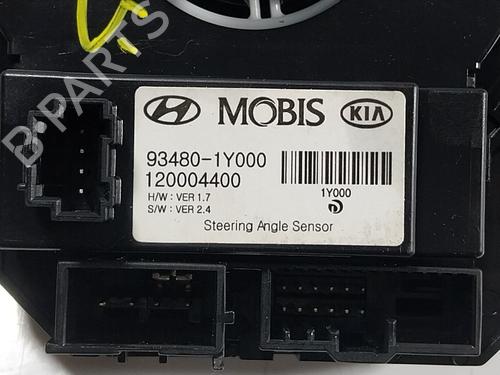 MOBIS KIA
93480-1Y000
120004400
H/W : VER 1.7
S/W : VER 2.4
1Y000
Steering Angle Sensor
B-PARTS